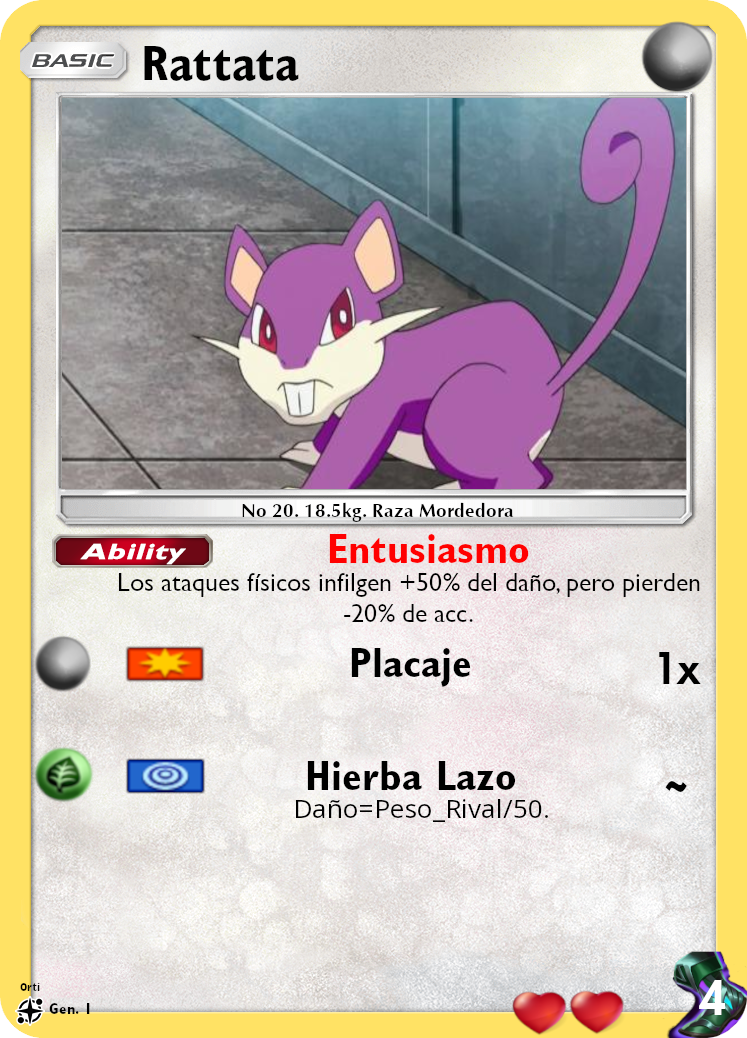 BASIC
Rattata
No 20. 18.5kg. Raza Mordedora
Ability
Entusiasmo
Los ataques físicos infilgen +50% del daño, pero pierden
-20% de acc.
Placaje
1x
Hierba Lazo
~
Daño=Peso_Rival/50.
Orti
Gen. 1
4